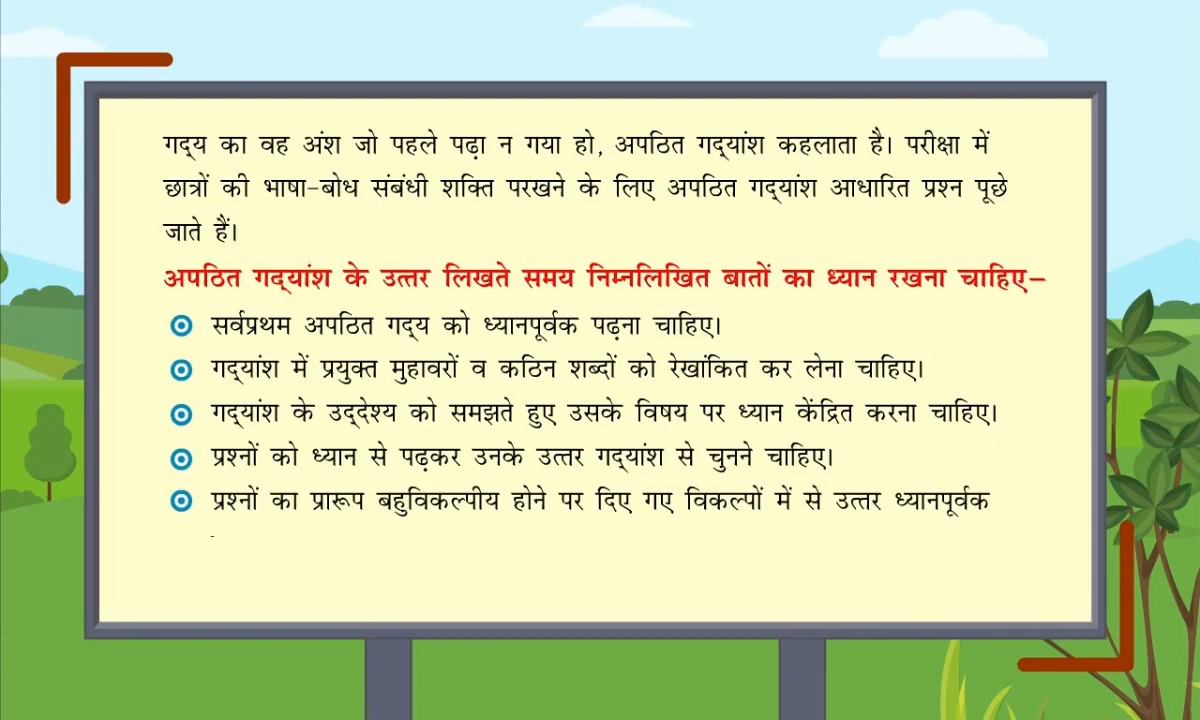 गद्य का वह अंश जो पहले पढ़ा न गया हो, अपठित गद्यांश कहलाता है। परीक्षा में
छात्रों की भाषा-बोध संबंधी शक्ति परखने के लिए अपठित गद्यांश आधारित प्रश्न पूछे
जाते हैं।
अपठित गद्यांश के उत्तर लिखते समय निम्नलिखित बातों का ध्यान रखना चाहिए–
सर्वप्रथम अपठित गद्य को ध्यानपूर्वक पढ़ना चाहिए।
गद्यांश में प्रयुक्त मुहावरों व कठिन शब्दों को रेखांकित कर लेना चाहिए।
गद्यांश के उद्देश्य को समझते हुए उसके विषय पर ध्यान केंद्रित करना चाहिए।
प्रश्नों को ध्यान से पढ़कर उनके उत्तर गद्यांश से चुनने चाहिए।
प्रश्नों का प्रारूप बहुविकल्पीय होने पर दिए गए विकल्पों में से उत्तर ध्यानपूर्वक